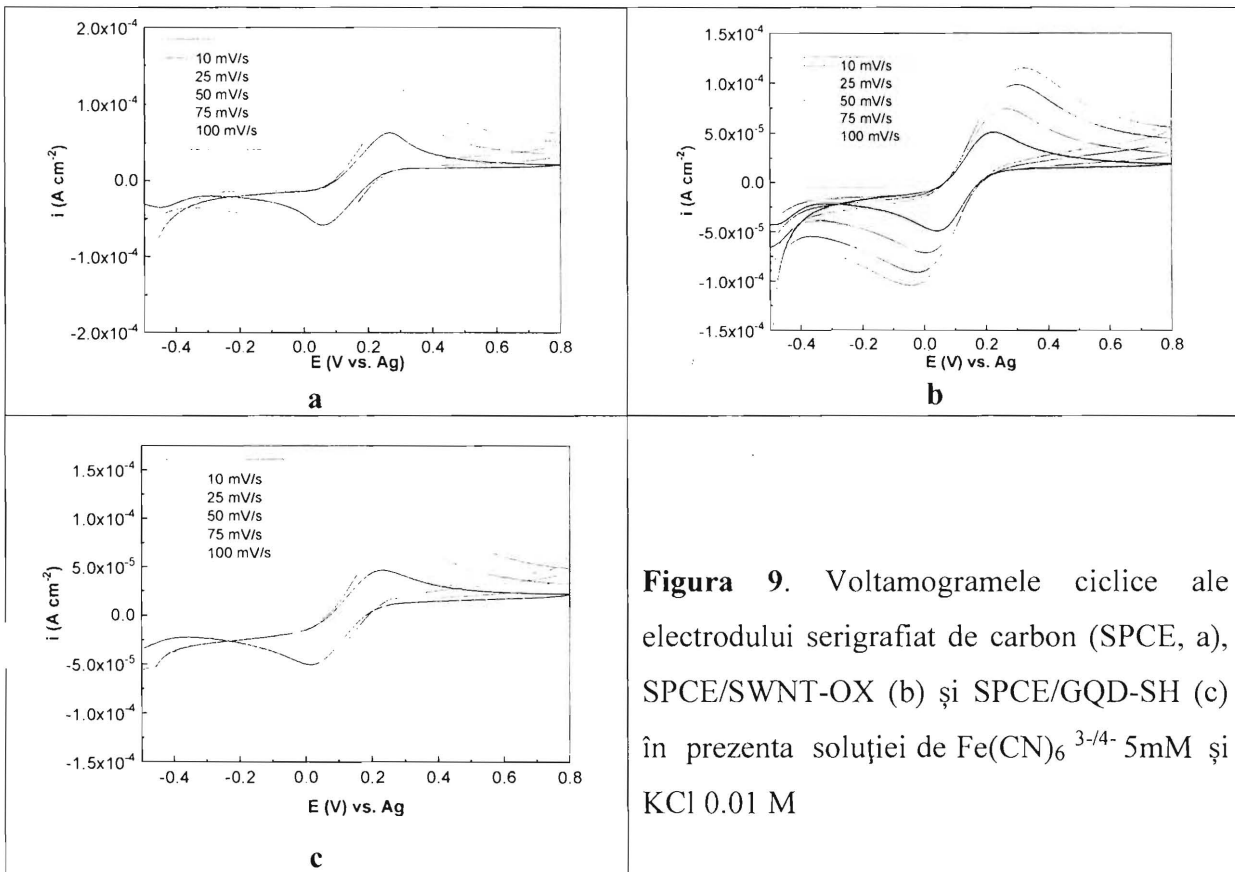 2.0x10⁻⁴
10 mV/s
25 mV/s
50 mV/s
75 mV/s
100 mV/s
1.0x10⁻⁴
0.0
-1.0x10⁻⁴
-2.0x10⁻⁴
i (A cm⁻²)
-0.4 -0.2 0.0 0.2 0.4 0.6 0.8
E (V vs. Ag)
a
1.5x10⁻⁴
10 mV/s
25 mV/s
50 mV/s
75 mV/s
100 mV/s
1.0x10⁻⁴
5.0x10⁻⁵
0.0
-5.0x10⁻⁵
-1.0x10⁻⁴
-1.5x10⁻⁴
i (A cm⁻²)
-0.4 -0.2 0.0 0.2 0.4 0.6 0.8
E (V) vs. Ag
b
1.5x10⁻⁴
10 mV/s
25 mV/s
50 mV/s
75 mV/s
100 mV/s
1.0x10⁻⁴
5.0x10⁻⁵
0.0
-5.0x10⁻⁵
-1.0x10⁻⁴
-1.5x10⁻⁴
i (A cm⁻²)
-0.4 -0.2 0.0 0.2 0.4 0.6 0.8
E (V) vs. Ag
c
Figura 9. Voltamogramele ciclice ale
electrodului serigrafiat de carbon (SPCE, a),
SPCE/SWNT-OX (b) și SPCE/GQD-SH (c)
în prezenta soluţiei de Fe(CN)₆ ³⁻/⁴⁻ 5mM și
KCl 0.01 M